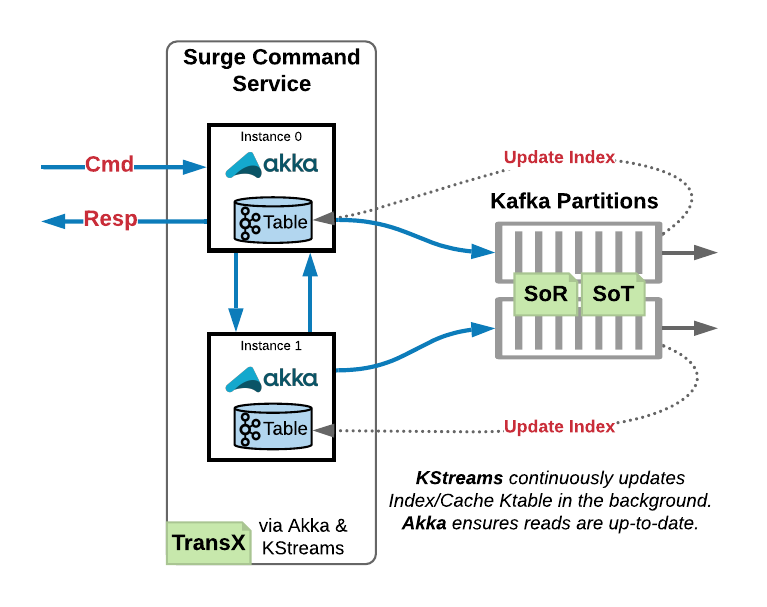 Surge Command
Service
Instance 0
akka
Cmd
Table
Resp
Update Index
Kafka Partitions
SoR
SoT
Instance 1
akka
Table
Update Index
KStreams continuously updates
Index/Cache Ktable in the background.
Akka ensures reads are up-to-date.
TransX
via Akka &
KStreams